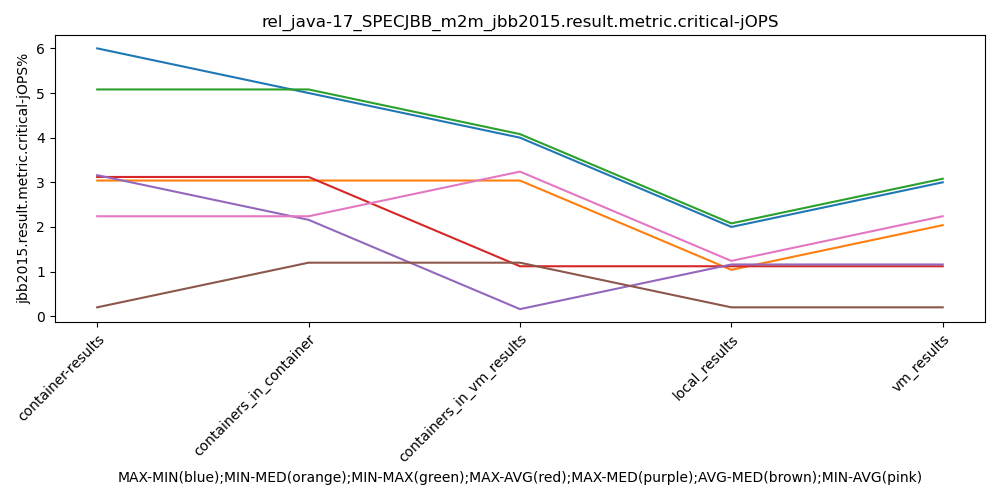 rel_java-17_SPECJBB_m2m_jbb2015.result.metric.critical-jOPS
jbb2015.result.metric.critical-jOPS%
6
5
4
3
2
1
0
container-results
containers_in_container
containers_in_vm_results
local_results
vm_results
MAX-MIN(blue);MIN-MED(orange);MIN-MAX(green);MAX-AVG(red);MAX-MED(purple);AVG-MED(brown);MIN-AVG(pink)